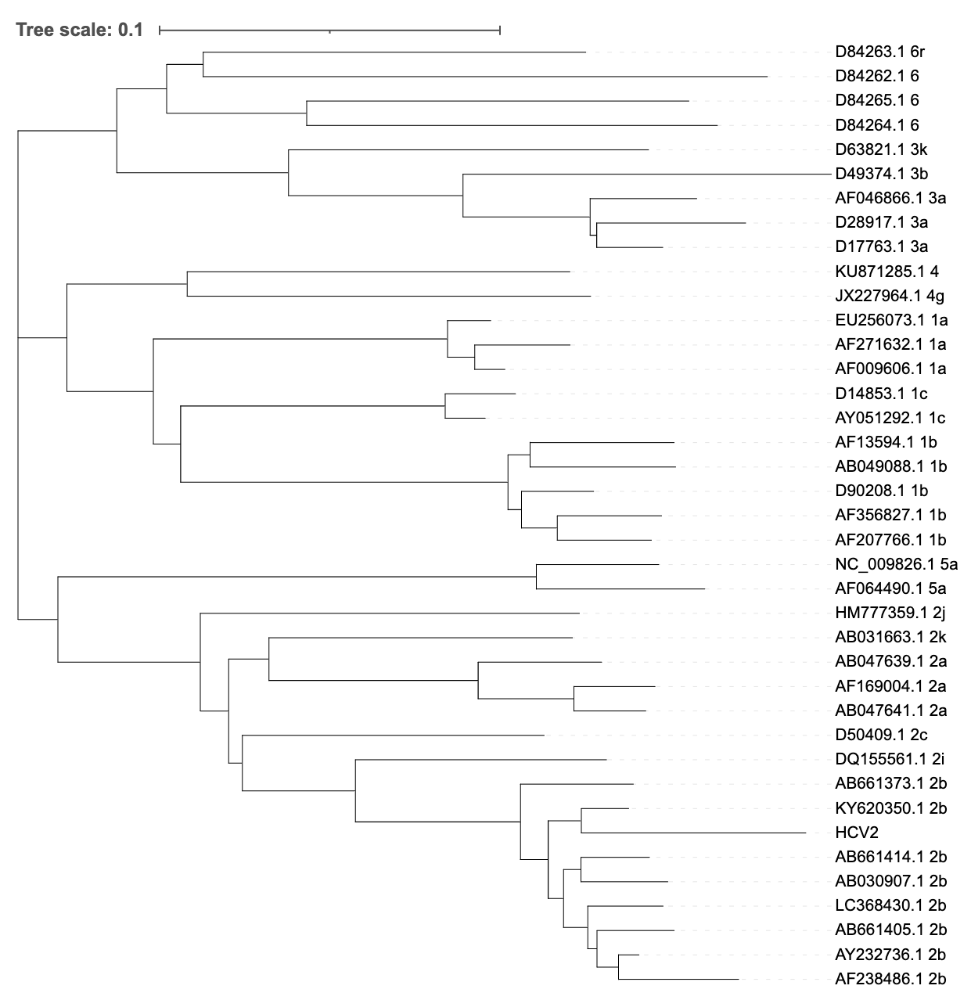 Tree scale: 0.1
D84263.1 6r
D84262.1 6
D84265.1 6
D84264.1 6
D63821.1 3k
D49374.1 3b
AF046866.1 3a
D28917.1 3a
D17763.1 3a
KU871285.1 4
JX227964.1 4g
EU256073.1 1a
AF271632.1 1a
AF009606.1 1a
D14853.1 1c
AY051292.1 1c
AF13594.1 1b
AB049088.1 1b
D90208.1 1b
AF356827.1 1b
AF207766.1 1b
NC_009826.1 5a
AF064490.1 5a
HM777359.1 2j
AB031663.1 2k
AB047639.1 2a
AF169004.1 2a
AB047641.1 2a
D50409.1 2c
DQ155561.1 2i
AB661373.1 2b
KY620350.1 2b
HCV2
AB661414.1 2b
AB030907.1 2b
LC368430.1 2b
AB661405.1 2b
AY232736.1 2b
AF238486.1 2b